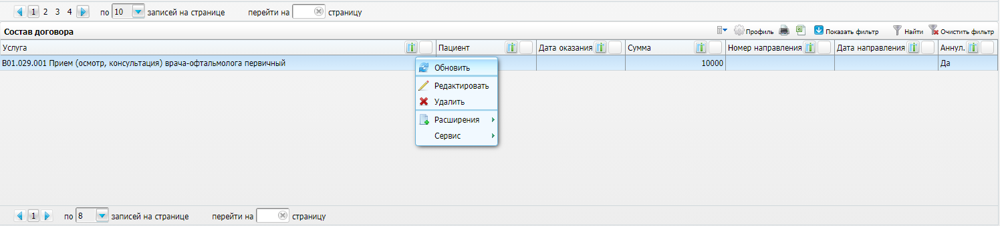 1 2 3 4 по 10 записей на странице перейти на страницу
Состав договора Профиль Показать фильтр Найти Очистить фильтр
Услуга Пациент Дата оказания Сумма Номер направления Дата направления Аннул.
B01.029.001 Прием (осмотр, консультация) врача-офтальмолога первичный 10000 Да
Обновить
Редактировать
Удалить
Расширения
Сервис
1 по 8 записей на странице перейти на страницу